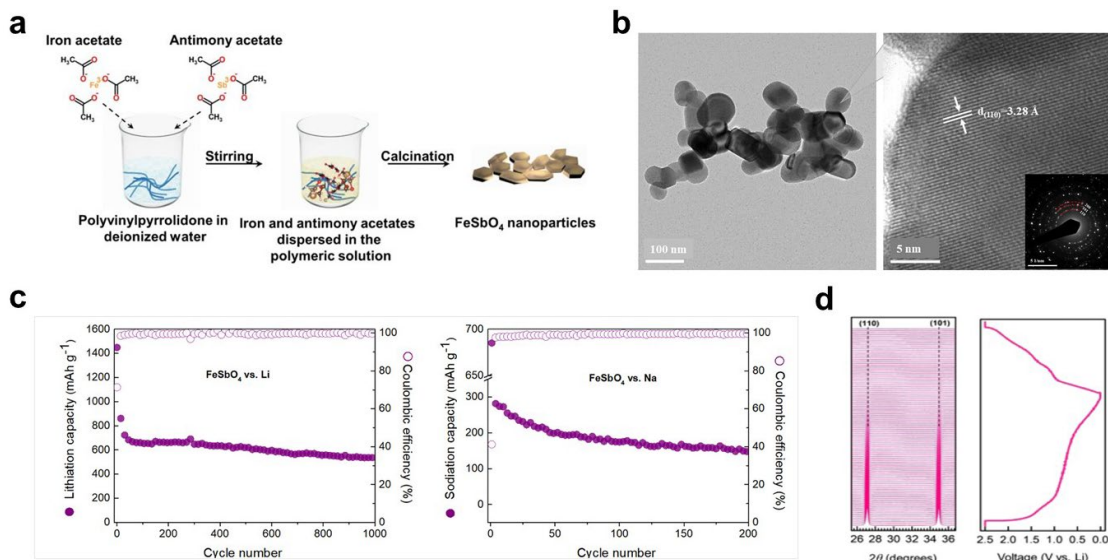 a
Iron acetate
Antimony acetate
Stirring
Calcination
Polyvinylpyrrolidone in
deionized water
Iron and antimony acetates
dispersed in the
polymeric solution
FeSbO₄ nanoparticles
b
100 nm
d(110)=3.28 Å
5 nm
c
Lithiation capacity (mAh g⁻¹)
1600
1400
1200
1000
800
600
400
200
0
FeSbO₄ vs. Li
0 200 400 600 800 1000
Cycle number
100
80
60
40
20
0
Coulombic efficiency (%)
Sodiation capacity (mAh g⁻¹)
700
650
300
200
100
0
FeSbO₄ vs. Na
0 50 100 150 200
Cycle number
100
80
60
40
20
0
Coulombic efficiency (%)
d
(110) (101)
26 28 30 32 34 36
2θ (degrees)
2.5 2.0 1.5 1.0 0.5 0.0
Voltage (V vs. Li)